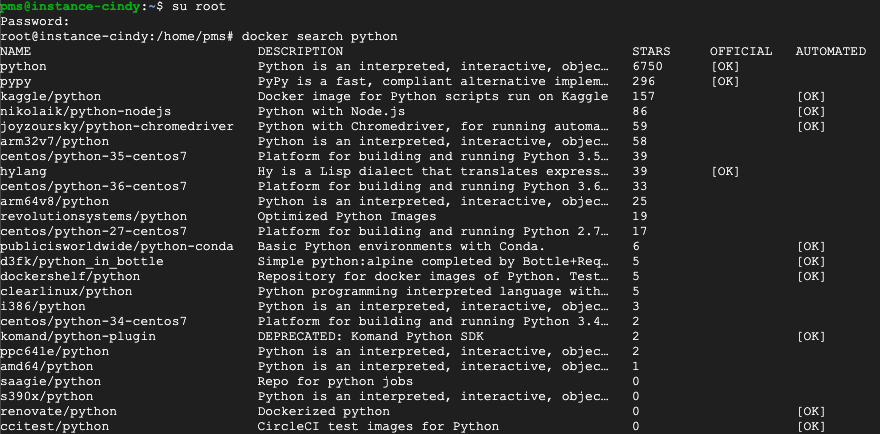 pms@instance-cindy:~$ su root
Password:
root@instance-cindy:/home/pms# docker search python
NAME DESCRIPTION STARS OFFICIAL AUTOMATED
python Python is an interpreted, interactive, objec… 6750 [OK]
pypy PyPy is a fast, compliant alternative implem… 296 [OK]
kaggle/python Docker image for Python scripts run on Kaggle 157 [OK]
nikolaik/python-nodejs Python with Node.js 86 [OK]
joyzoursky/python-chromedriver Python with Chromedriver, for running automa… 59 [OK]
arm32v7/python Python is an interpreted, interactive, objec… 58
centos/python-35-centos7 Platform for building and running Python 3.5… 39
hylang Hy is a Lisp dialect that translates express… 39 [OK]
centos/python-36-centos7 Platform for building and running Python 3.6… 33
arm64v8/python Python is an interpreted, interactive, objec… 25
revolutionsystems/python Optimized Python Images 19
centos/python-27-centos7 Platform for building and running Python 2.7… 17
publicisworldwide/python-conda Basic Python environments with Conda. 6 [OK]
d3fk/python_in_bottle Simple python:alpine completed by Bottle+Req… 5 [OK]
dockershelf/python Repository for docker images of Python. Test… 5 [OK]
clearlinux/python Python programming interpreted language with… 5
i386/python Python is an interpreted, interactive, objec… 3
centos/python-34-centos7 Platform for building and running Python 3.4… 2
komand/python-plugin DEPRECATED: Komand Python SDK 2 [OK]
ppc64le/python Python is an interpreted, interactive, objec… 2
amd64/python Python is an interpreted, interactive, objec… 1
saagie/python Repo for python jobs 0
s390x/python Python is an interpreted, interactive, objec… 0
renovate/python Dockerized python 0 [OK]
ccitest/python CircleCI test images for Python 0 [OK]